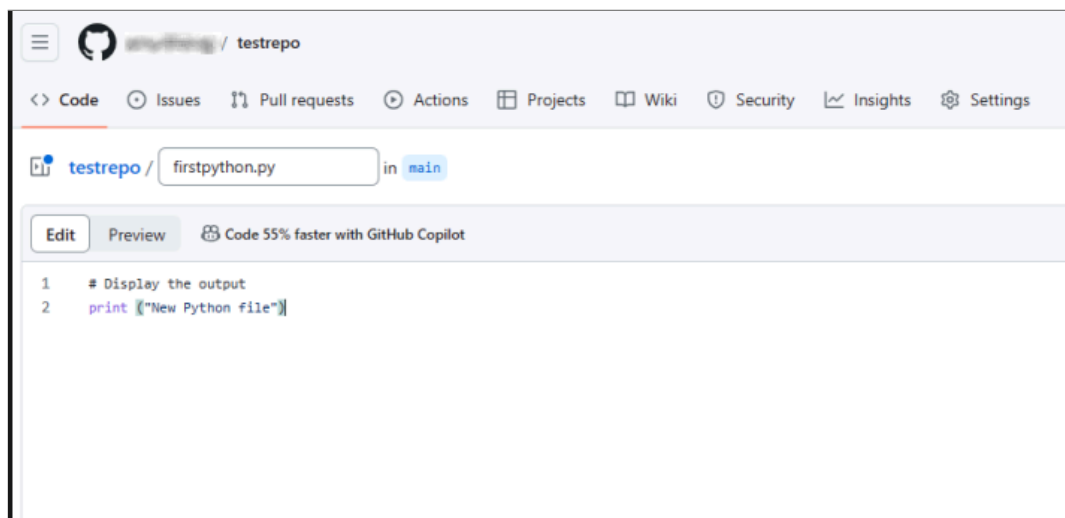 / testrepo
<> Code Issues Pull requests Actions Projects Wiki Security Insights Settings
testrepo / firstpython.py in main
Edit Preview Code 55% faster with GitHub Copilot
1 # Display the output
2 print ("New Python file")